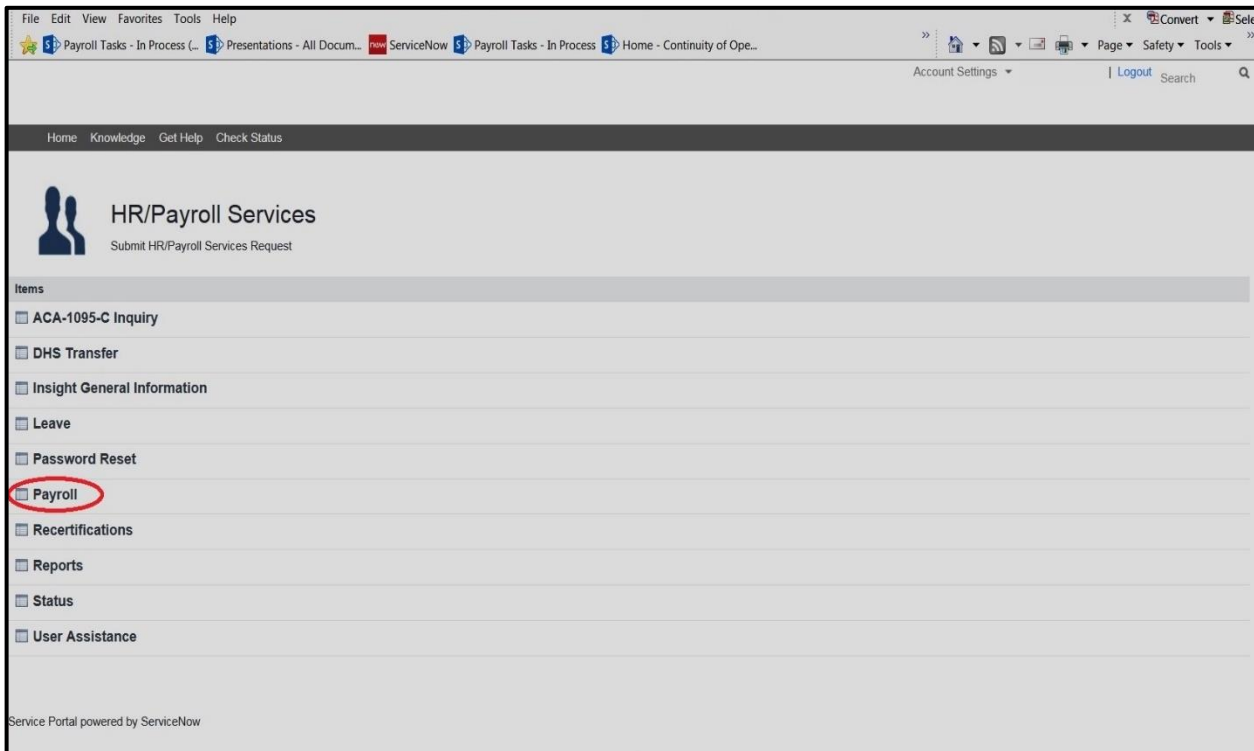 File Edit View Favorites Tools Help X Convert Sele
Payroll Tasks - In Process (... Presentations - All Docum... now ServiceNow Payroll Tasks - In Process Home - Continuity of Ope... » Page Safety Tools »
Account Settings | Logout Search
Home Knowledge Get Help Check Status
HR/Payroll Services
Submit HR/Payroll Services Request
Items
ACA-1095-C Inquiry
DHS Transfer
Insight General Information
Leave
Password Reset
Payroll
Recertifications
Reports
Status
User Assistance
Service Portal powered by ServiceNow